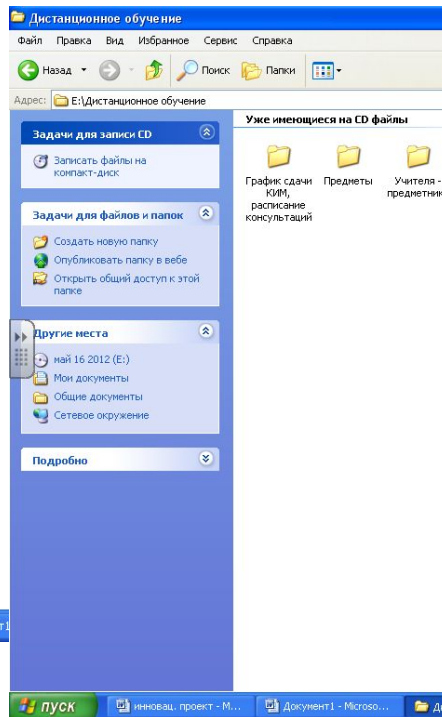 Дистанционное обучение
Файл Правка Вид Избранное Сервис Справка
Назад Поиск Папки
Адрес: E:\Дистанционное обучение
Задачи для записи CD
Записать файлы на
компакт-диск
Задачи для файлов и папок
Создать новую папку
Опубликовать папку в вебе
Открыть общий доступ к этой
папке
Другие места
май 16 2012 (E:)
Мои документы
Общие документы
Сетевое окружение
Подробно
Уже имеющиеся на CD файлы
График сдачи
КИМ,
расписание
консультаций
Предметы
Учителя -
предметник
пуск
инновац. проект - М...
Документ1 - Microso...